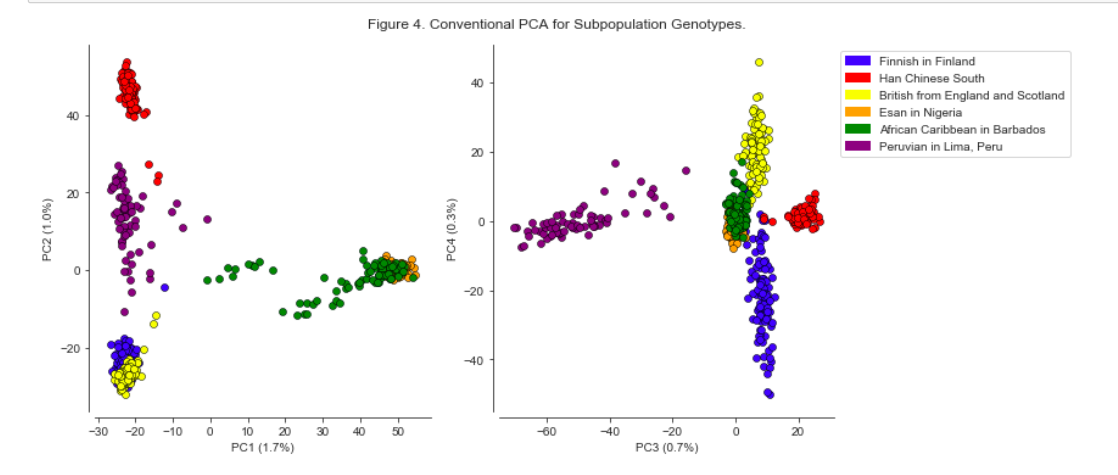 Figure 4. Conventional PCA for Subpopulation Genotypes.
40
20
0
−20
PC2 (1.0%)
−30 −20 −10 0 10 20 30 40 50
PC1 (1.7%)
40
20
0
−20
−40
PC4 (0.3%)
−60 −40 −20 0 20
PC3 (0.7%)
Finnish in Finland
Han Chinese South
British from England and Scotland
Esan in Nigeria
African Caribbean in Barbados
Peruvian in Lima, Peru